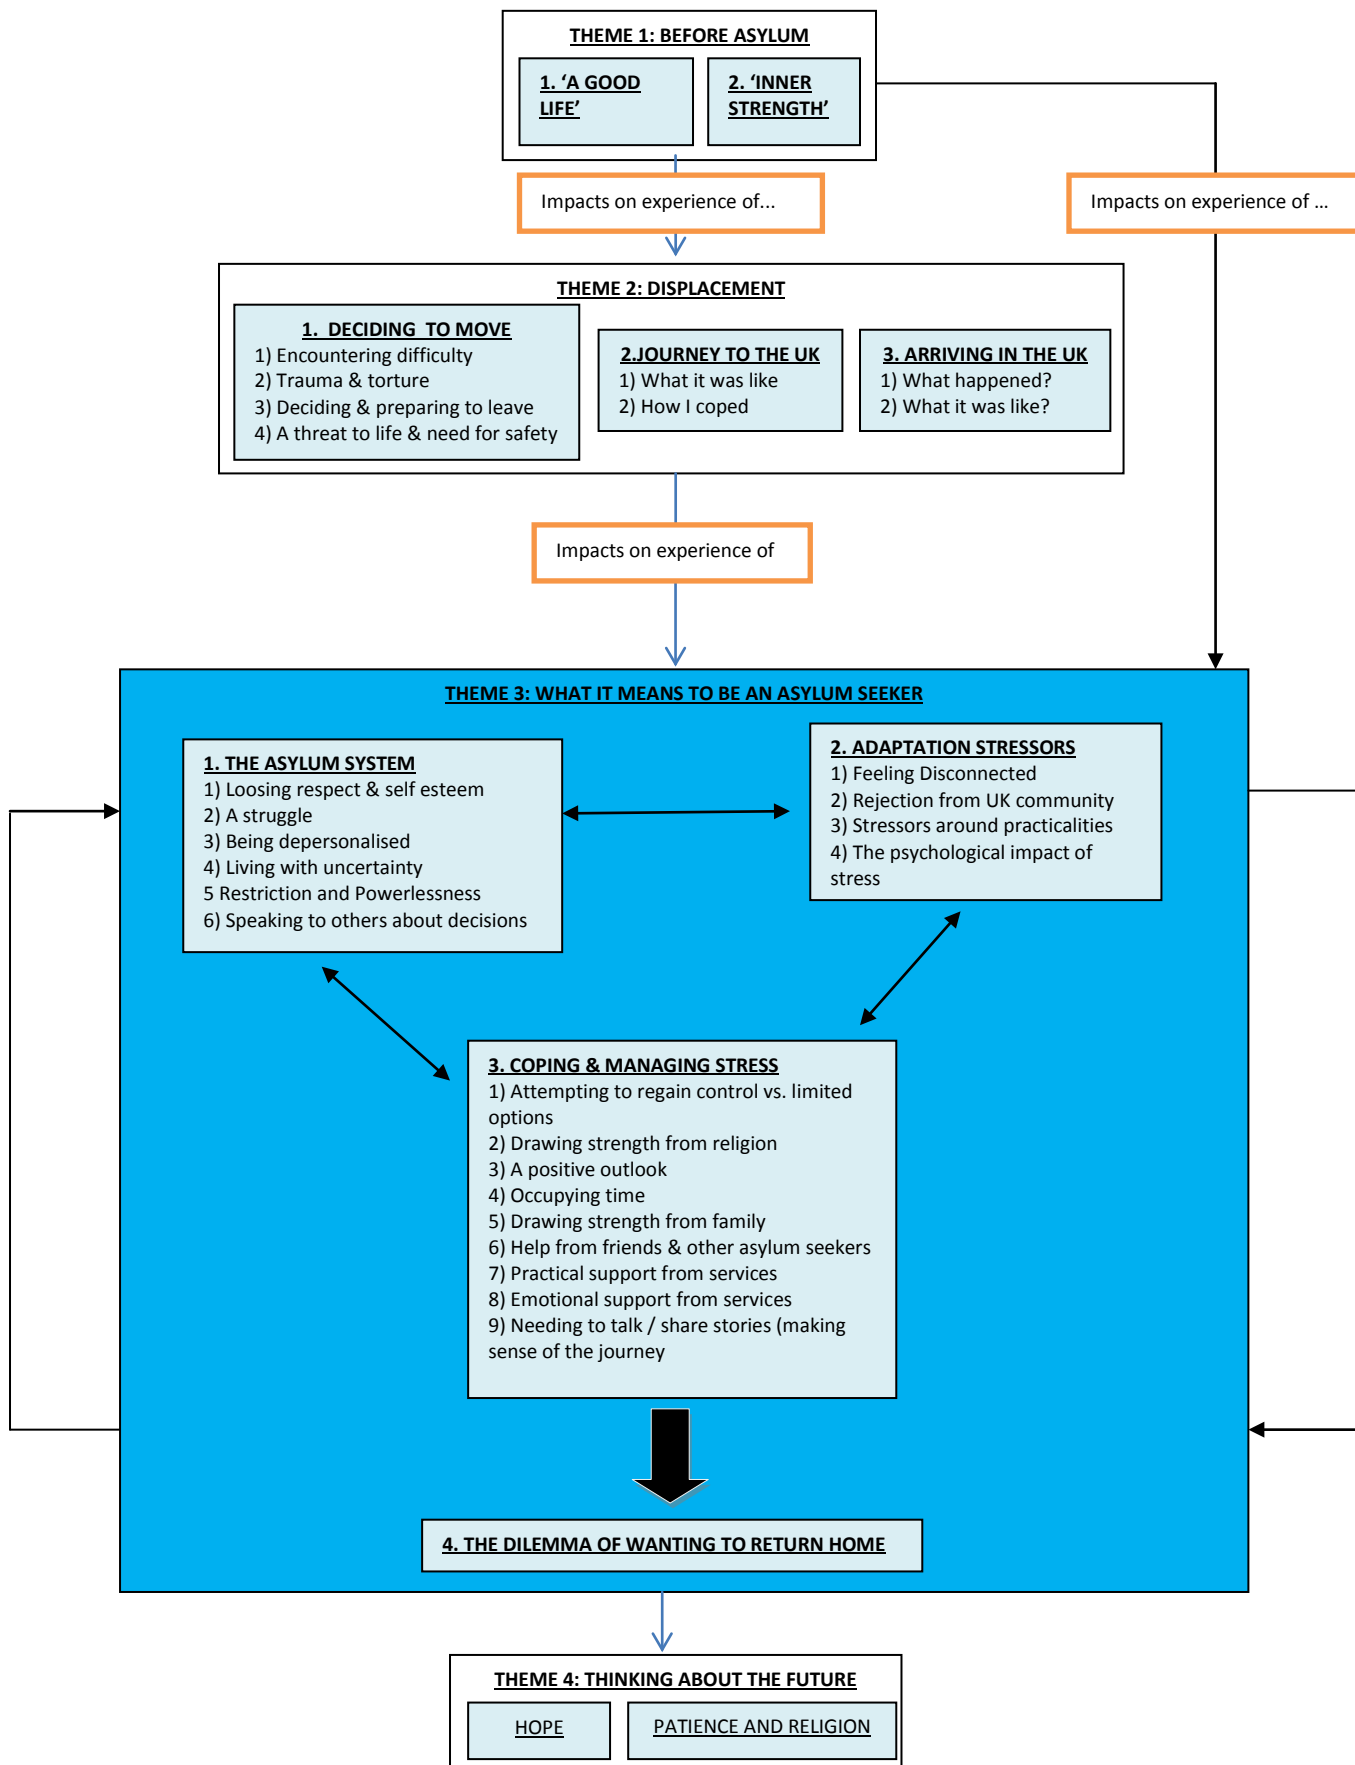 THEME 1: BEFORE ASYLUM
1. ‘A GOOD
LIFE’
2. ‘INNER
STRENGTH’
Impacts on experience of...
Impacts on experience of ...
THEME 2: DISPLACEMENT
1. DECIDING TO MOVE
1) Encountering difficulty
2) Trauma & torture
3) Deciding & preparing to leave
4) A threat to life & need for safety
2.JOURNEY TO THE UK
1) What it was like
2) How I coped
3. ARRIVING IN THE UK
1) What happened?
2) What it was like?
Impacts on experience of
THEME 3: WHAT IT MEANS TO BE AN ASYLUM SEEKER
1. THE ASYLUM SYSTEM
1) Loosing respect & self esteem
2) A struggle
3) Being depersonalised
4) Living with uncertainty
5 Restriction and Powerlessness
6) Speaking to others about decisions
2. ADAPTATION STRESSORS
1) Feeling Disconnected
2) Rejection from UK community
3) Stressors around practicalities
4) The psychological impact of
stress
3. COPING & MANAGING STRESS
1) Attempting to regain control vs. limited
options
2) Drawing strength from religion
3) A positive outlook
4) Occupying time
5) Drawing strength from family
6) Help from friends & other asylum seekers
7) Practical support from services
8) Emotional support from services
9) Needing to talk / share stories (making
sense of the journey
4. THE DILEMMA OF WANTING TO RETURN HOME
THEME 4: THINKING ABOUT THE FUTURE
HOPE
PATIENCE AND RELIGION